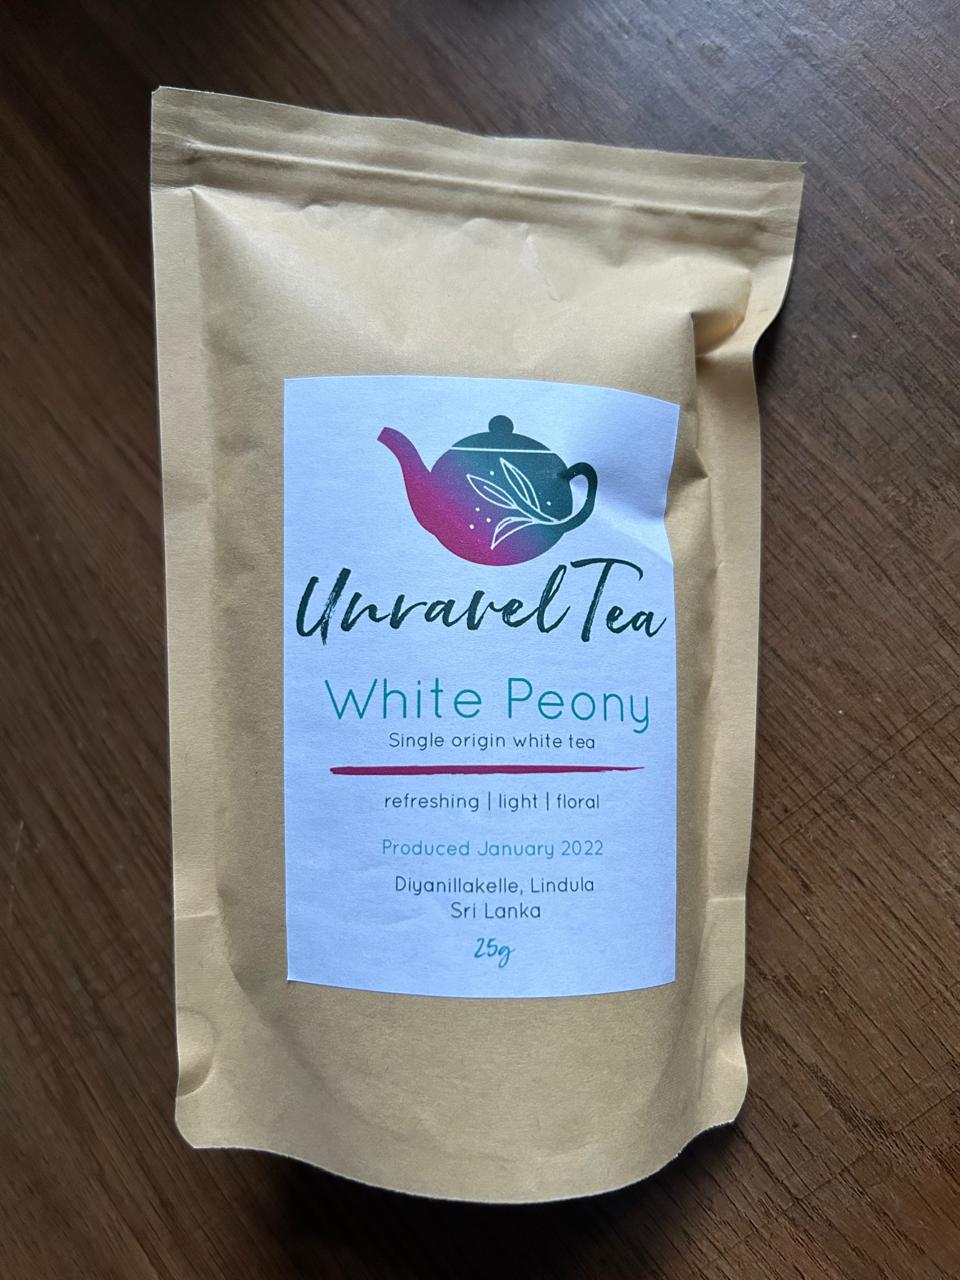 Unravel Tea
White Peony
Single origin white tea
refreshing | light | floral
Produced January 2022
Diyanillakelle, Lindula
Sri Lanka
25g